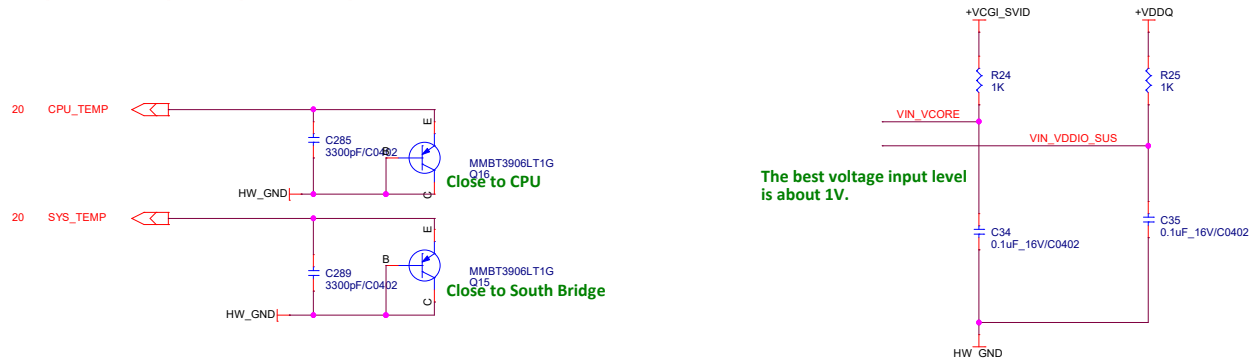 20 CPU_TEMP
C285
3300pF/C0402
E
B
C
MMBT3906LT1G
Q16
Close to CPU
HW_GND
20 SYS_TEMP
C289
3300pF/C0402
E
B
C
MMBT3906LT1G
Q15
Close to South Bridge
HW_GND
+VCGI_SVID
+VDDQ
R24
1K
R25
1K
VIN_VCORE
VIN_VDDIO_SUS
The best voltage input level
is about 1V.
C34
0.1uF_16V/C0402
C35
0.1uF_16V/C0402
HW_GND